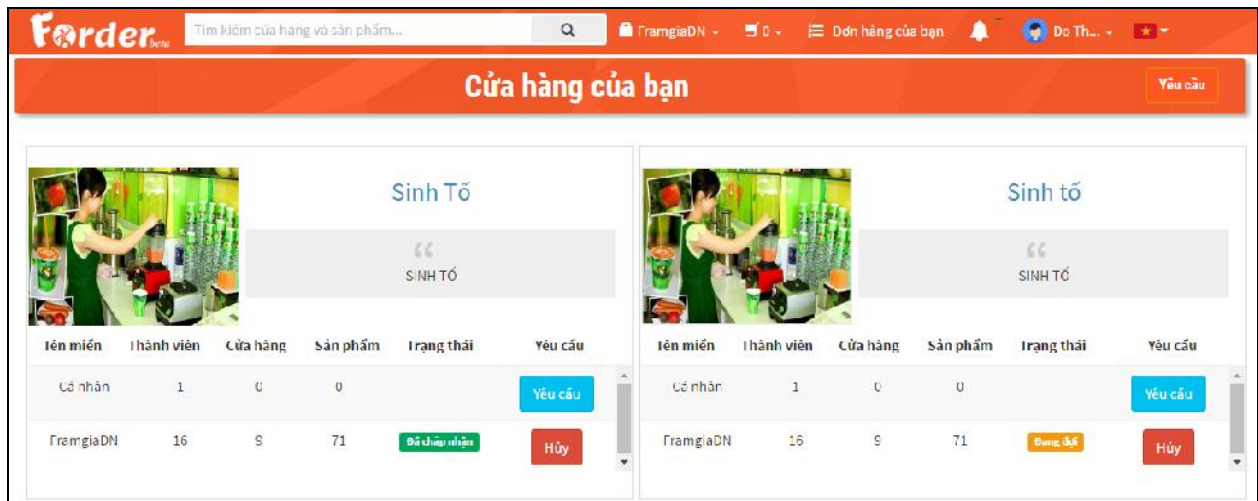 Forder beta Tìm kiếm cửa hàng và sản phẩm... FramgiaDN 0 Đơn hàng của bạn Do Th...
Cửa hàng của bạn Yêu cầu
Sinh Tố
“
SINH TỐ
Tên miền Thành viên Cửa hàng Sản phẩm Trạng thái Yêu cầu
Cá nhân 1 0 0 Yêu cầu
FramgiaDN 16 9 71 Đã chấp nhận Hủy
Sinh tố
“
SINH TỐ
Tên miền Thành viên Cửa hàng Sản phẩm Trạng thái Yêu cầu
Cá nhân 1 0 0 Yêu cầu
FramgiaDN 16 9 71 Đang đợi Hủy